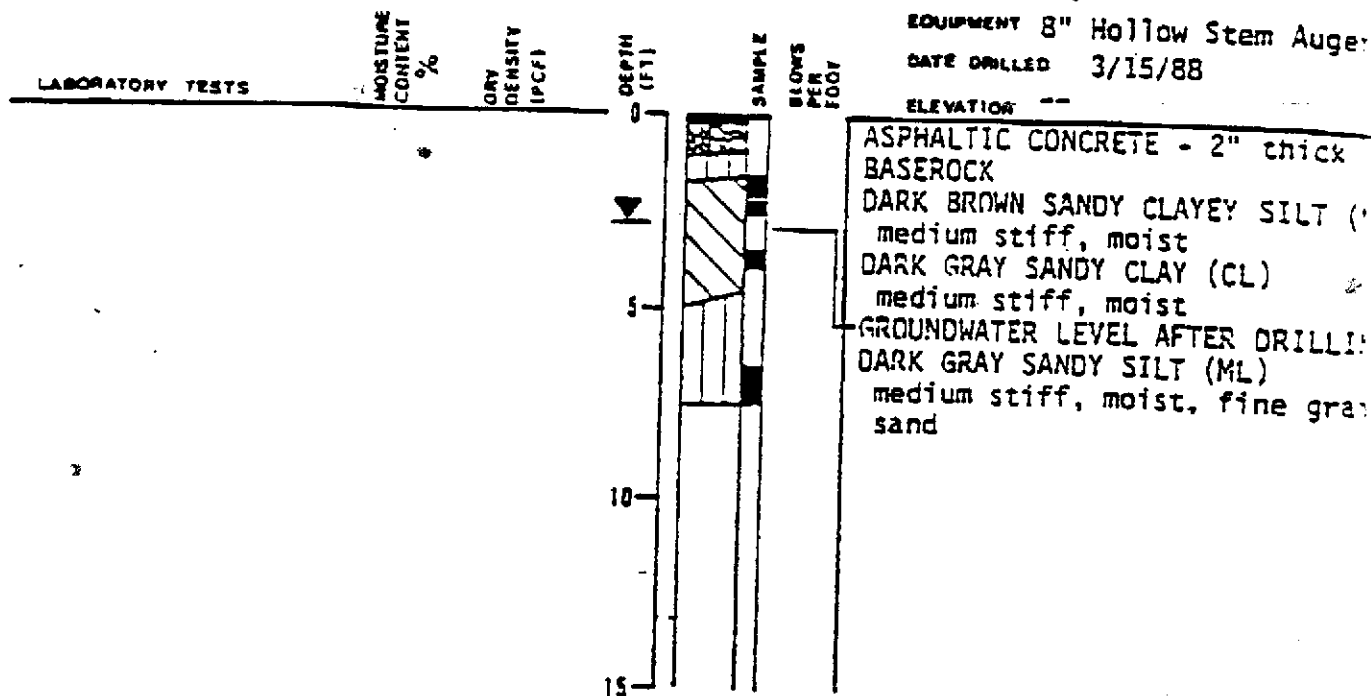 EQUIPMENT 8" Hollow Stem
DATE DRILLED 3/15/88
ELEVATION --
LABORATORY TESTS
MOISTURE
CONTENT
%
DRY
DENSITY
(PCF)
DEPTH
(FT)
SAMPLE
BLOWS
PER
FOOT
0
5
10
15
ASPHALTIC CONCRETE - 2" thick
BASEROCK
DARK BROWN SANDY CLAYEY SILT (
medium stiff, moist
DARK GRAY SANDY CLAY (CL)
medium stiff, moist
GROUNDWATER LEVEL AFTER
DARK GRAY SANDY SILT (ML)
medium stiff, moist, fine
sand